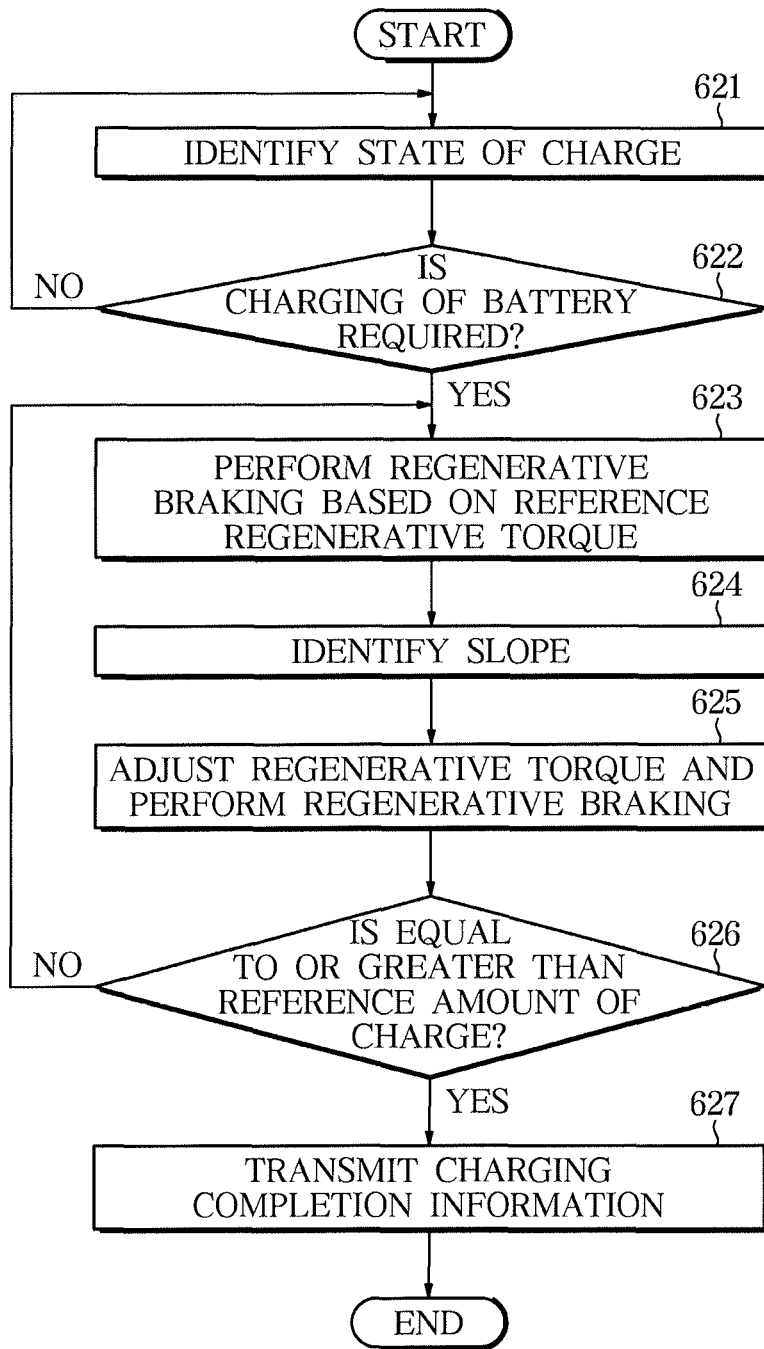 START
621
IDENTIFY STATE OF CHARGE
622
IS
CHARGING OF BATTERY
REQUIRED?
NO
YES
623
PERFORM REGENERATIVE
BRAKING BASED ON REFERENCE
REGENERATIVE TORQUE
624
IDENTIFY SLOPE
625
ADJUST REGENERATIVE TORQUE AND
PERFORM REGENERATIVE BRAKING
626
IS EQUAL
TO OR GREATER THAN
REFERENCE AMOUNT OF
CHARGE?
NO
YES
627
TRANSMIT CHARGING
COMPLETION INFORMATION
END